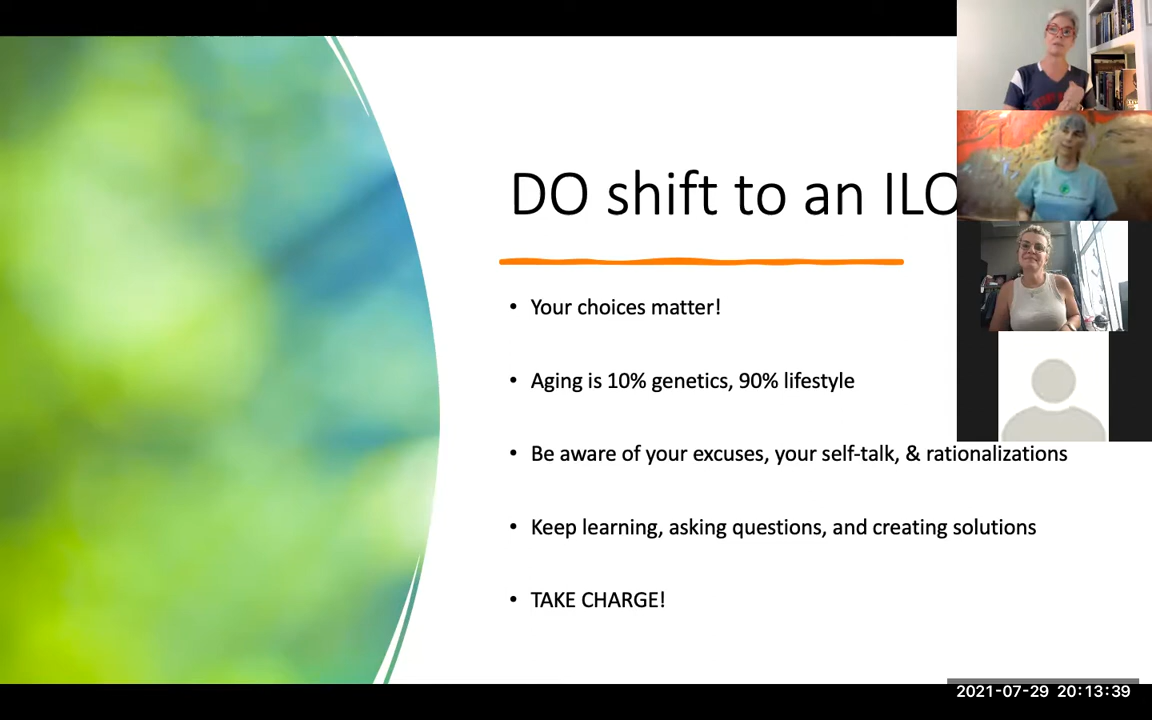 DO shift to an ILO
• Your choices matter!
• Aging is 10% genetics, 90% lifestyle
• Be aware of your excuses, your self-talk, & rationalizations
• Keep learning, asking questions, and creating solutions
• TAKE CHARGE!
2021-07-29 20:13:39